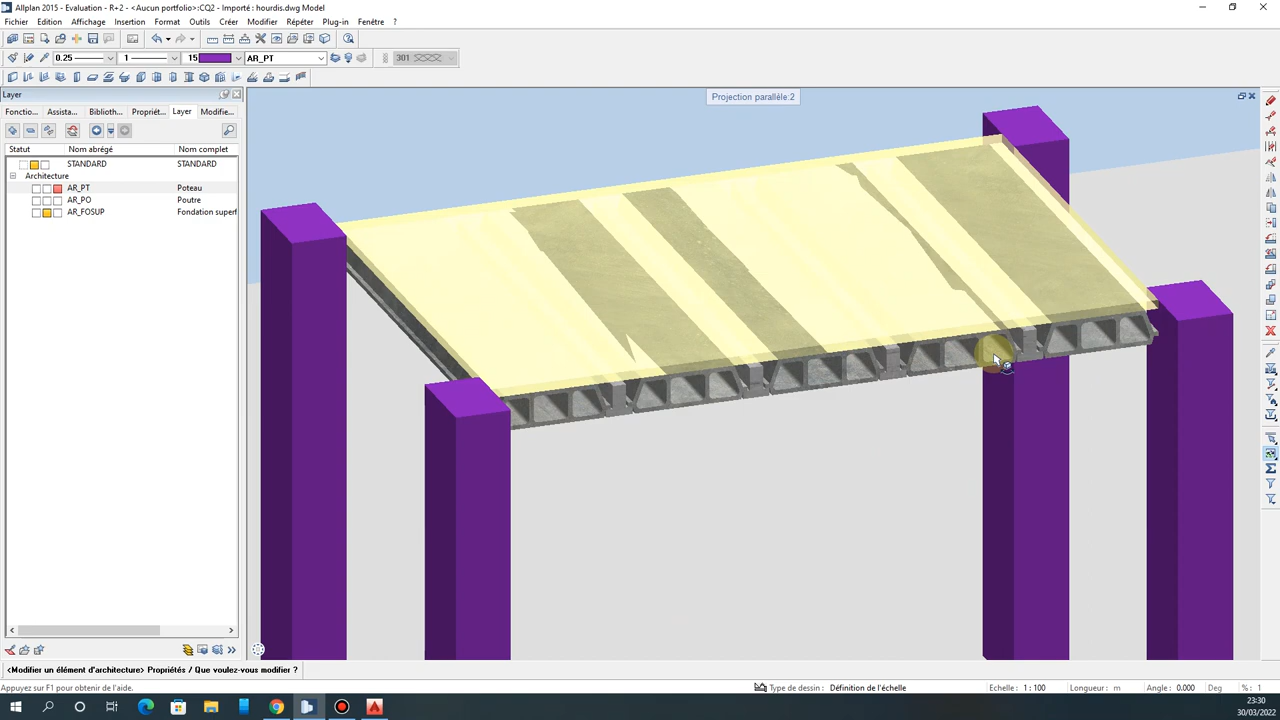 Allplan 2015 - Evaluation - R+2 - <Aucun portfolio>:CQ2 - Importé : hourdis.dwg Model
Fichier Edition Affichage Insertion Format Outils Créer Modifier Répéter Plug-in Fenêtre ?
0.25 1 15 AR_PT 301
Layer
Projection parallèle:2
Fonctio... Assista... Biblioth... Propriét... Layer Modifie...
Statut Nom abrégé Nom complet
STANDARD STANDARD
Architecture
AR_PT Poteau
AR_PO Poutre
AR_FOSUP Fondation superf
<Modifier un élément d'architecture> Propriétés / Que voulez-vous modifier ?
Appuyez sur F1 pour obtenir de l'aide. Type de dessin : Définition de l'échelle Echelle : 1 : 100 Longueur : m Angle : 0.000 Deg % : 1
23:30
30/03/2022